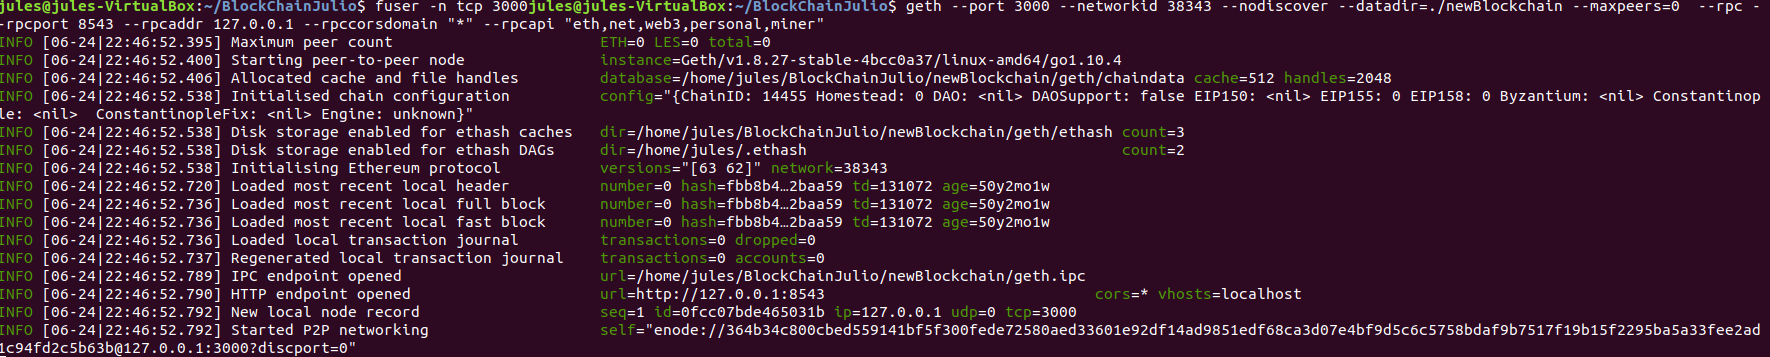 jules@jules-VirtualBox:~/BlockChainJulio$ fuser -n tcp 3000jules@jules-VirtualBox:~/BlockChainJulio$ geth --port 3000 --networkid 38343 --nodiscover --datadir=./newBlockchain --maxpeers=0  --rpc -
-rpcport 8543 --rpcaddr 127.0.0.1 --rpccorsdomain "*" --rpcapi "eth,net,web3,personal,miner"
INFO [06-24|22:46:52.395] Maximum peer count                       ETH=0 LES=0 total=0
INFO [06-24|22:46:52.400] Starting peer-to-peer node               instance=Geth/v1.8.27-stable-4bcc0a37/linux-amd64/go1.10.4
INFO [06-24|22:46:52.406] Allocated cache and file handles         database=/home/jules/BlockChainJulio/newBlockchain/geth/chaindata cache=512 handles=2048
INFO [06-24|22:46:52.538] Initialised chain configuration          config="{ChainID: 14455 Homestead: 0 DAO: <nil> DAOSupport: false EIP150: <nil> EIP155: 0 EIP158: 0 Byzantium: <nil> Constantinop
le: <nil>  ConstantinopleFix: <nil> Engine: unknown}"
INFO [06-24|22:46:52.538] Disk storage enabled for ethash caches   dir=/home/jules/BlockChainJulio/newBlockchain/geth/ethash count=3
INFO [06-24|22:46:52.538] Disk storage enabled for ethash DAGs     dir=/home/jules/.ethash                                   count=2
INFO [06-24|22:46:52.538] Initialising Ethereum protocol           versions="[63 62]" network=38343
INFO [06-24|22:46:52.720] Loaded most recent local header          number=0 hash=fbb8b4…2baa59 td=131072 age=50y2mo1w
INFO [06-24|22:46:52.736] Loaded most recent local full block      number=0 hash=fbb8b4…2baa59 td=131072 age=50y2mo1w
INFO [06-24|22:46:52.736] Loaded most recent local fast block      number=0 hash=fbb8b4…2baa59 td=131072 age=50y2mo1w
INFO [06-24|22:46:52.736] Loaded local transaction journal         transactions=0 dropped=0
INFO [06-24|22:46:52.737] Regenerated local transaction journal    transactions=0 accounts=0
INFO [06-24|22:46:52.789] IPC endpoint opened                      url=/home/jules/BlockChainJulio/newBlockchain/geth.ipc
INFO [06-24|22:46:52.790] HTTP endpoint opened                     url=http://127.0.0.1:8543                                cors=* vhosts=localhost
INFO [06-24|22:46:52.792] New local node record                    seq=1 id=0fcc07bde465031b ip=127.0.0.1 udp=0 tcp=3000
INFO [06-24|22:46:52.792] Started P2P networking                   self="enode://364b34c800cbed559141bf5f300fede72580aed33601e92df14ad9851edf68ca3d07e4bf9d5c6c5758bdaf9b7517f19b15f2295ba5a33fee2ad
1c94fd2c5b63b@127.0.0.1:3000?discport=0"